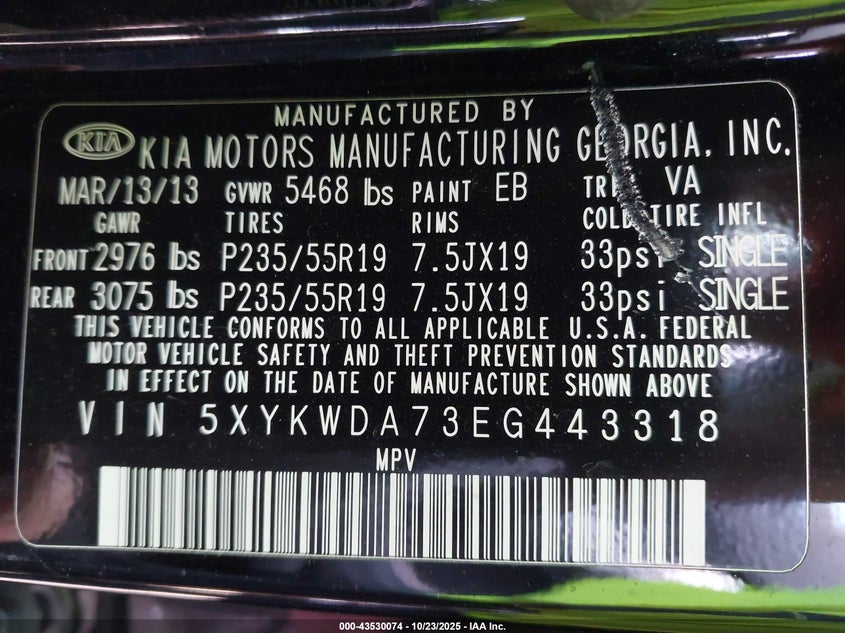 MANUFACTURED BY
KIA KIA MOTORS MANUFACTURING GEORGIA, INC.
MAR/13/13 GVWR 5468 lbs PAINT EB TRIM VA
GAWR TIRES RIMS COLD TIRE INFL
FRONT 2976 lbs P235/55R19 7.5JX19 33psi SINGLE
REAR 3075 lbs P235/55R19 7.5JX19 33psi SINGLE
THIS VEHICLE CONFORMS TO ALL APPLICABLE U.S.A. FEDERAL
MOTOR VEHICLE SAFETY AND THEFT PREVENTION STANDARDS
IN EFFECT ON THE DATE OF MANUFACTURE SHOWN ABOVE
VIN 5XYKWDA73EG443318
MPV
000-43530074 - 10/23/2025 - IAA Inc.